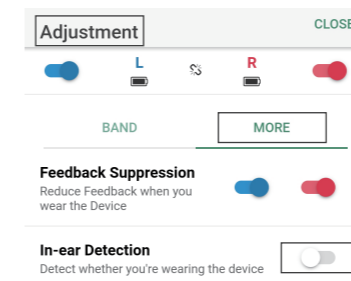 Adjustment
CLOSE
L
R
BAND
MORE
Feedback Suppression
Reduce Feedback when you
wear the Device
In-ear Detection
Detect whether you're wearing the device